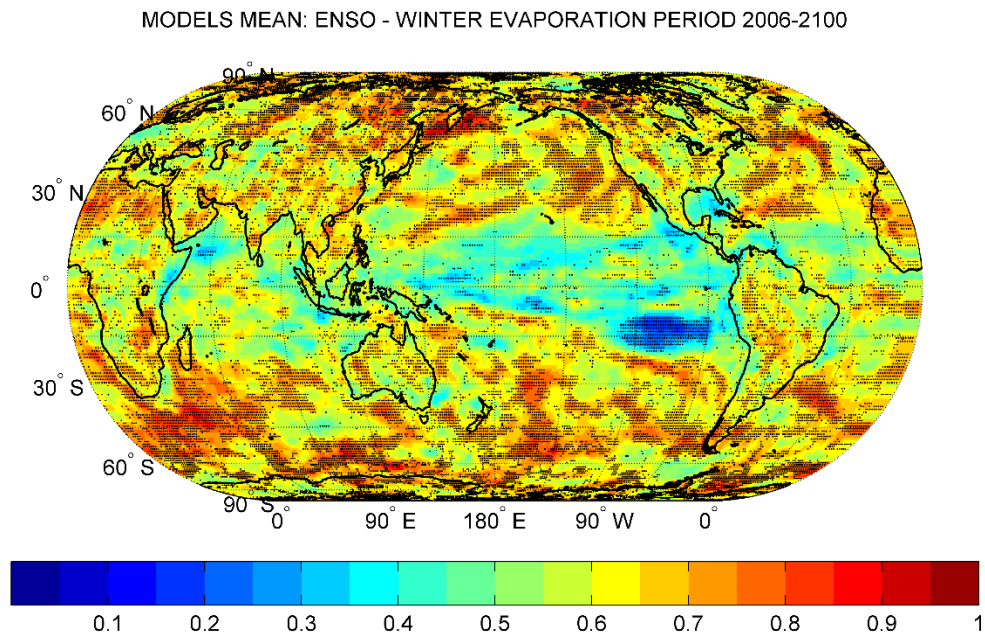 MODELS MEAN: ENSO - WINTER EVAPORATION PERIOD 2006-2100
90° N
60° N
30° N
0°
30° S
60° S
90° S
0° 90° E 180° E 90° W 0°
0.1 0.2 0.3 0.4 0.5 0.6 0.7 0.8 0.9 1